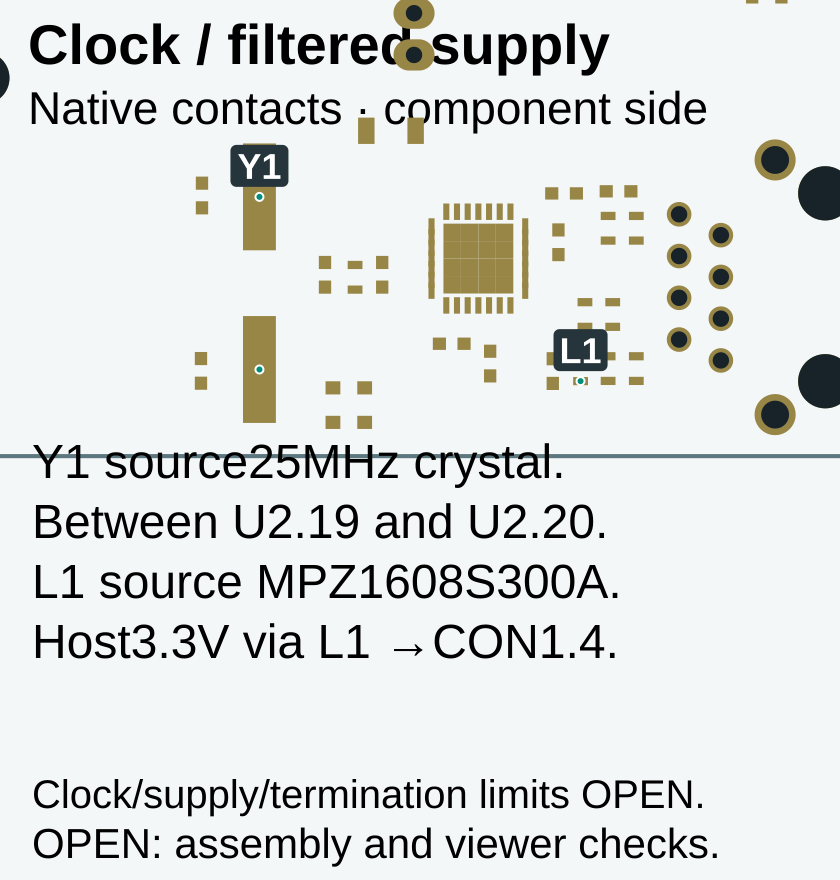 Clock / filtered supply
Native contacts · component side
Y1
L1
Y1 source25MHz crystal.
Between U2.19 and U2.20.
L1 source MPZ1608S300A.
Host3.3V via L1 →CON1.4.
Clock/supply/termination limits OPEN.
OPEN: assembly and viewer checks.